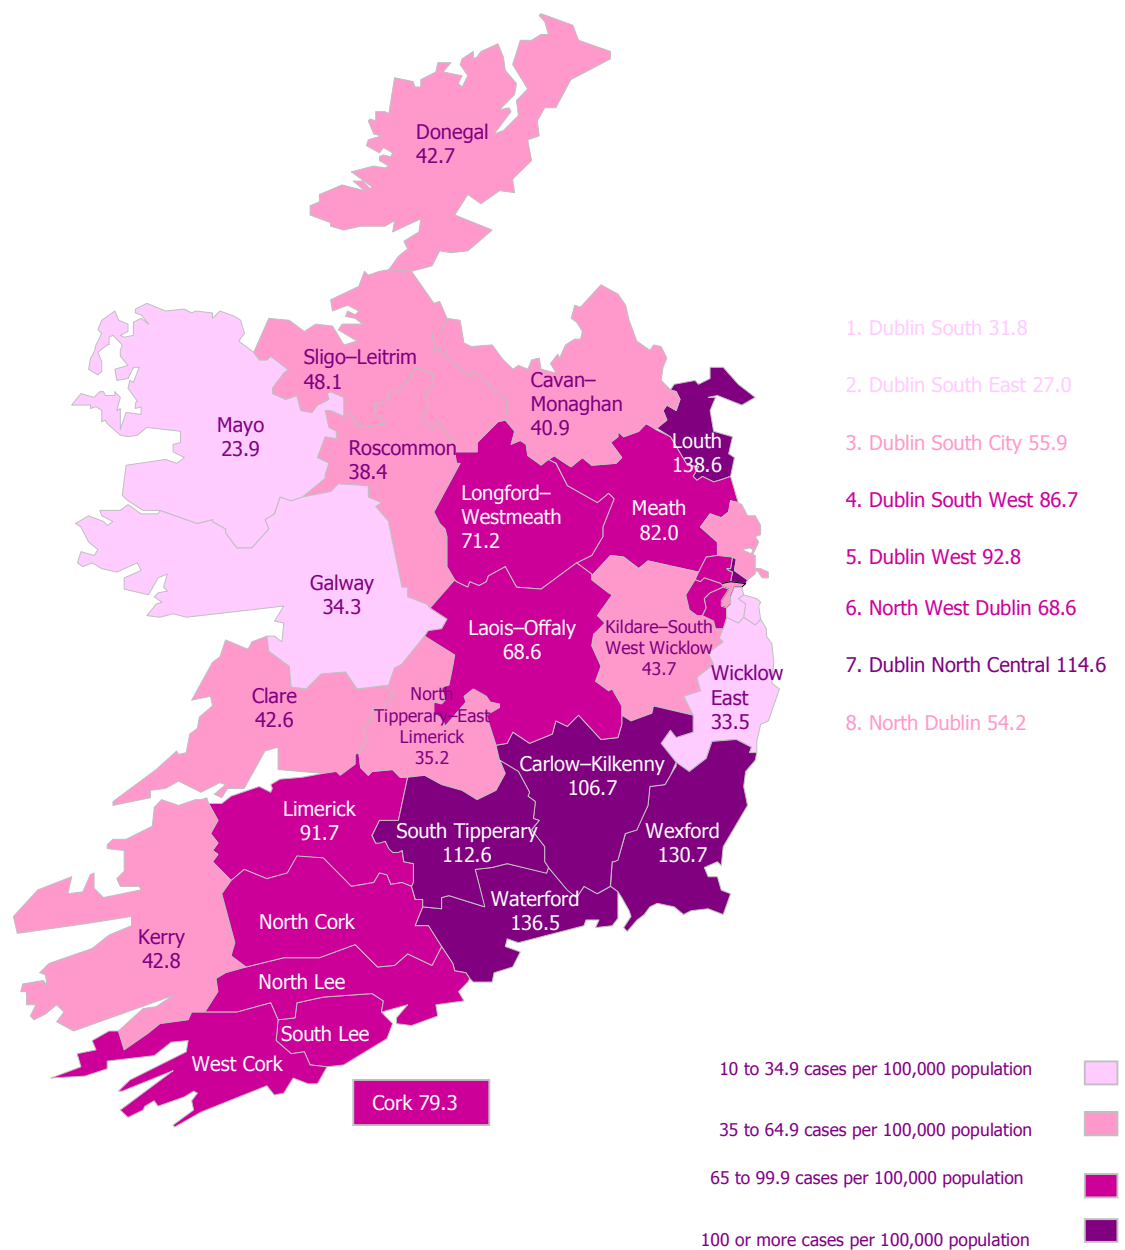 Donegal
42.7
Sligo–Leitrim
48.1
Cavan–
Monaghan
40.9
Mayo
23.9
Roscommon
38.4
Louth
138.6
Longford–
Westmeath
71.2
Meath
82.0
Galway
34.3
Laois–Offaly
68.6
Kildare–South
West Wicklow
43.7
Wicklow
East
33.5
Clare
42.6
North
Tipperary–East
Limerick
35.2
Carlow–Kilkenny
106.7
Limerick
91.7
South Tipperary
112.6
Wexford
130.7
Waterford
136.5
North Cork
Kerry
42.8
North Lee
South Lee
West Cork
Cork 79.3
1. Dublin South 31.8
2. Dublin South East 27.0
3. Dublin South City 55.9
4. Dublin South West 86.7
5. Dublin West 92.8
6. North West Dublin 68.6
7. Dublin North Central 114.6
8. North Dublin 54.2
10 to 34.9 cases per 100,000 population
35 to 64.9 cases per 100,000 population
65 to 99.9 cases per 100,000 population
100 or more cases per 100,000 population